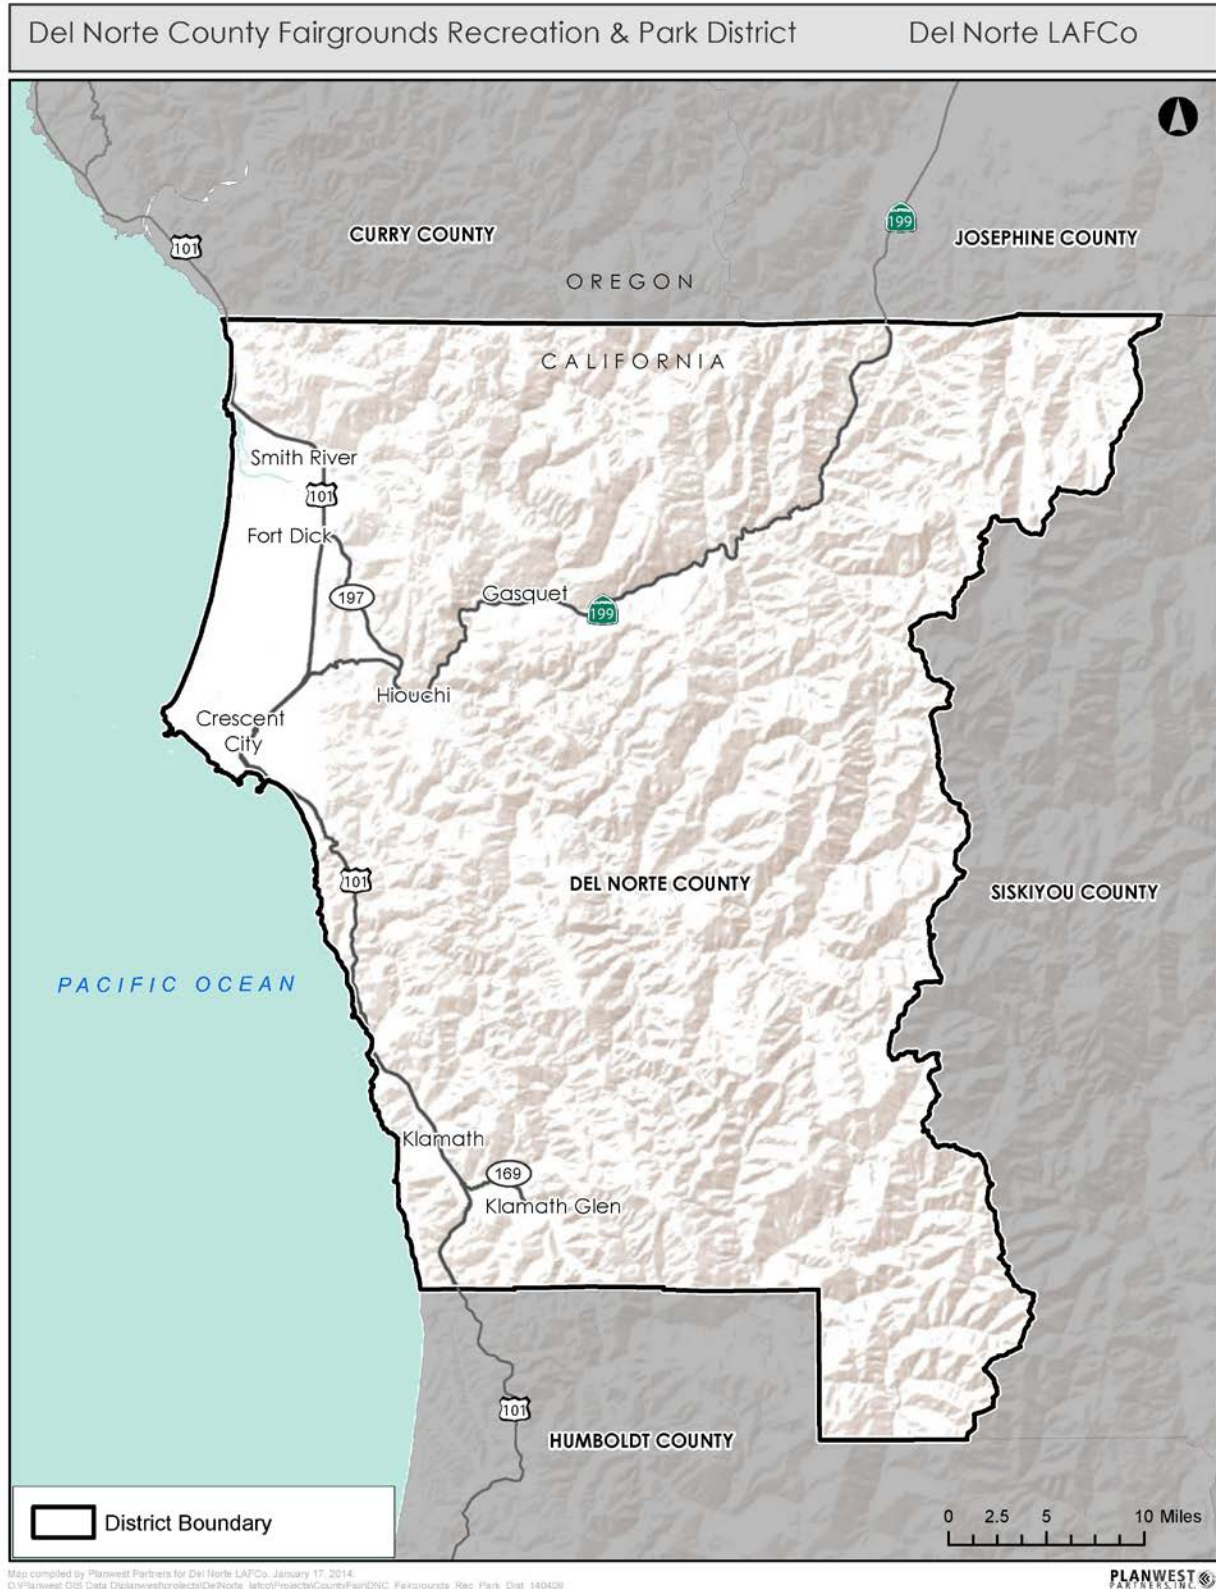 Del Norte County Fairgrounds Recreation & Park District Del Norte LAFCo
CURRY COUNTY
199
JOSEPHINE COUNTY
101
OREGON
CALIFORNIA
Smith River
101
Fort Dick
197
Gasquet
199
Hiouchi
Crescent
City
101
DEL NORTE COUNTY
SISKIYOU COUNTY
PACIFIC OCEAN
Klamath
169
Klamath Glen
101
HUMBOLDT COUNTY
District Boundary
0 2.5 5 10 Miles
Map compiled by Planwest Partners for Del Norte LAFCo. January 17, 2014.
PLANWEST
PARTNERS, INC.